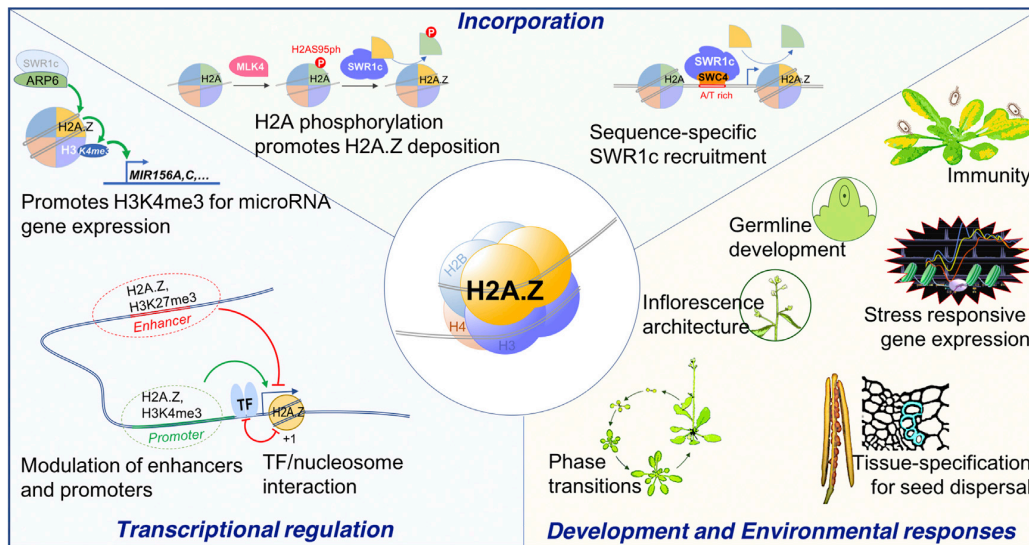 Incorporation
SWR1c
ARP6
H2A.Z
H3
K4me3
MIR156A,C,...
Promotes H3K4me3 for microRNA
gene expression
H2A
MLK4
H2AS95ph
P
H2A
SWR1c
P
H2A.Z
H2A phosphorylation
promotes H2A.Z deposition
H2A
SWR1c
SWC4
A/T rich
H2A.Z
Sequence-specific
SWR1c recruitment
H2B
H2A.Z
H4
H3
H2A.Z,
H3K27me3
Enhancer
H2A.Z,
H3K4me3
Promoter
TF
H2A.Z
+1
Modulation of enhancers
and promoters
TF/nucleosome
interaction
Transcriptional regulation
Immunity
Germline
development
Inflorescence
architecture
Stress responsive
gene expression
Phase
transitions
Tissue-specification
for seed dispersal
Development and Environmental responses